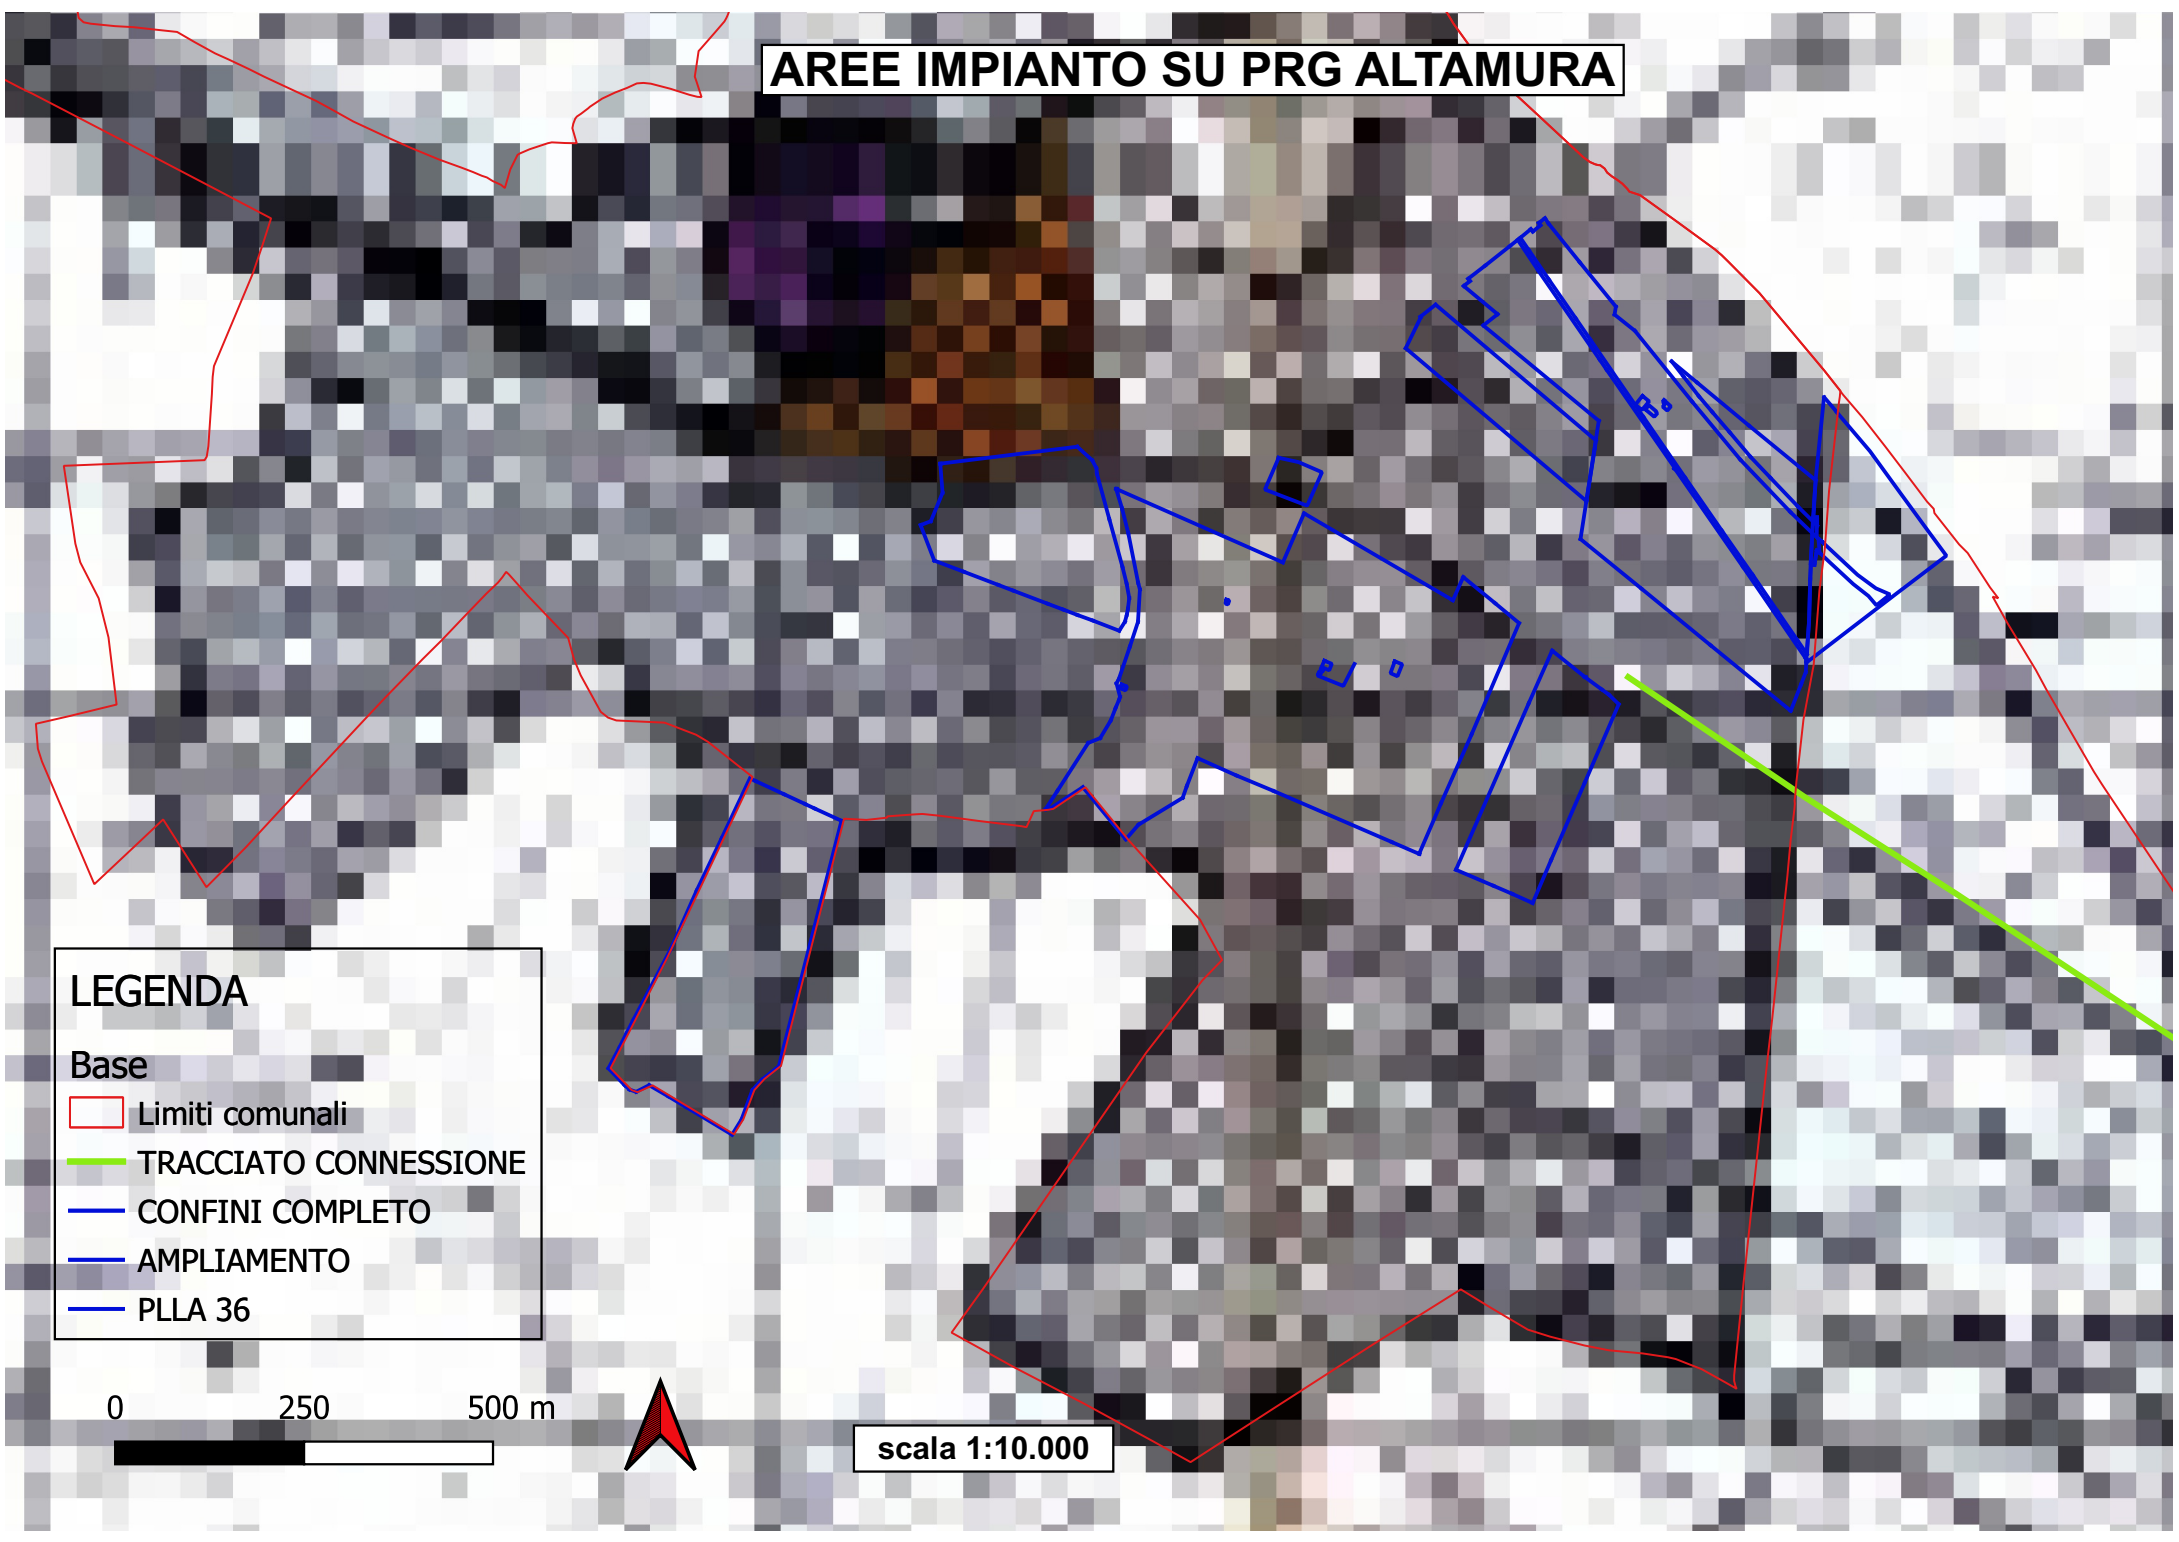 AREE IMPIANTO SU PRG ALTAMURA
LEGENDA
Base
Limiti comunali
TRACCIATO CONNESSIONE
CONFINI COMPLETO
AMPLIAMENTO
PLLA 36
0 250 500 m
scala 1:10.000